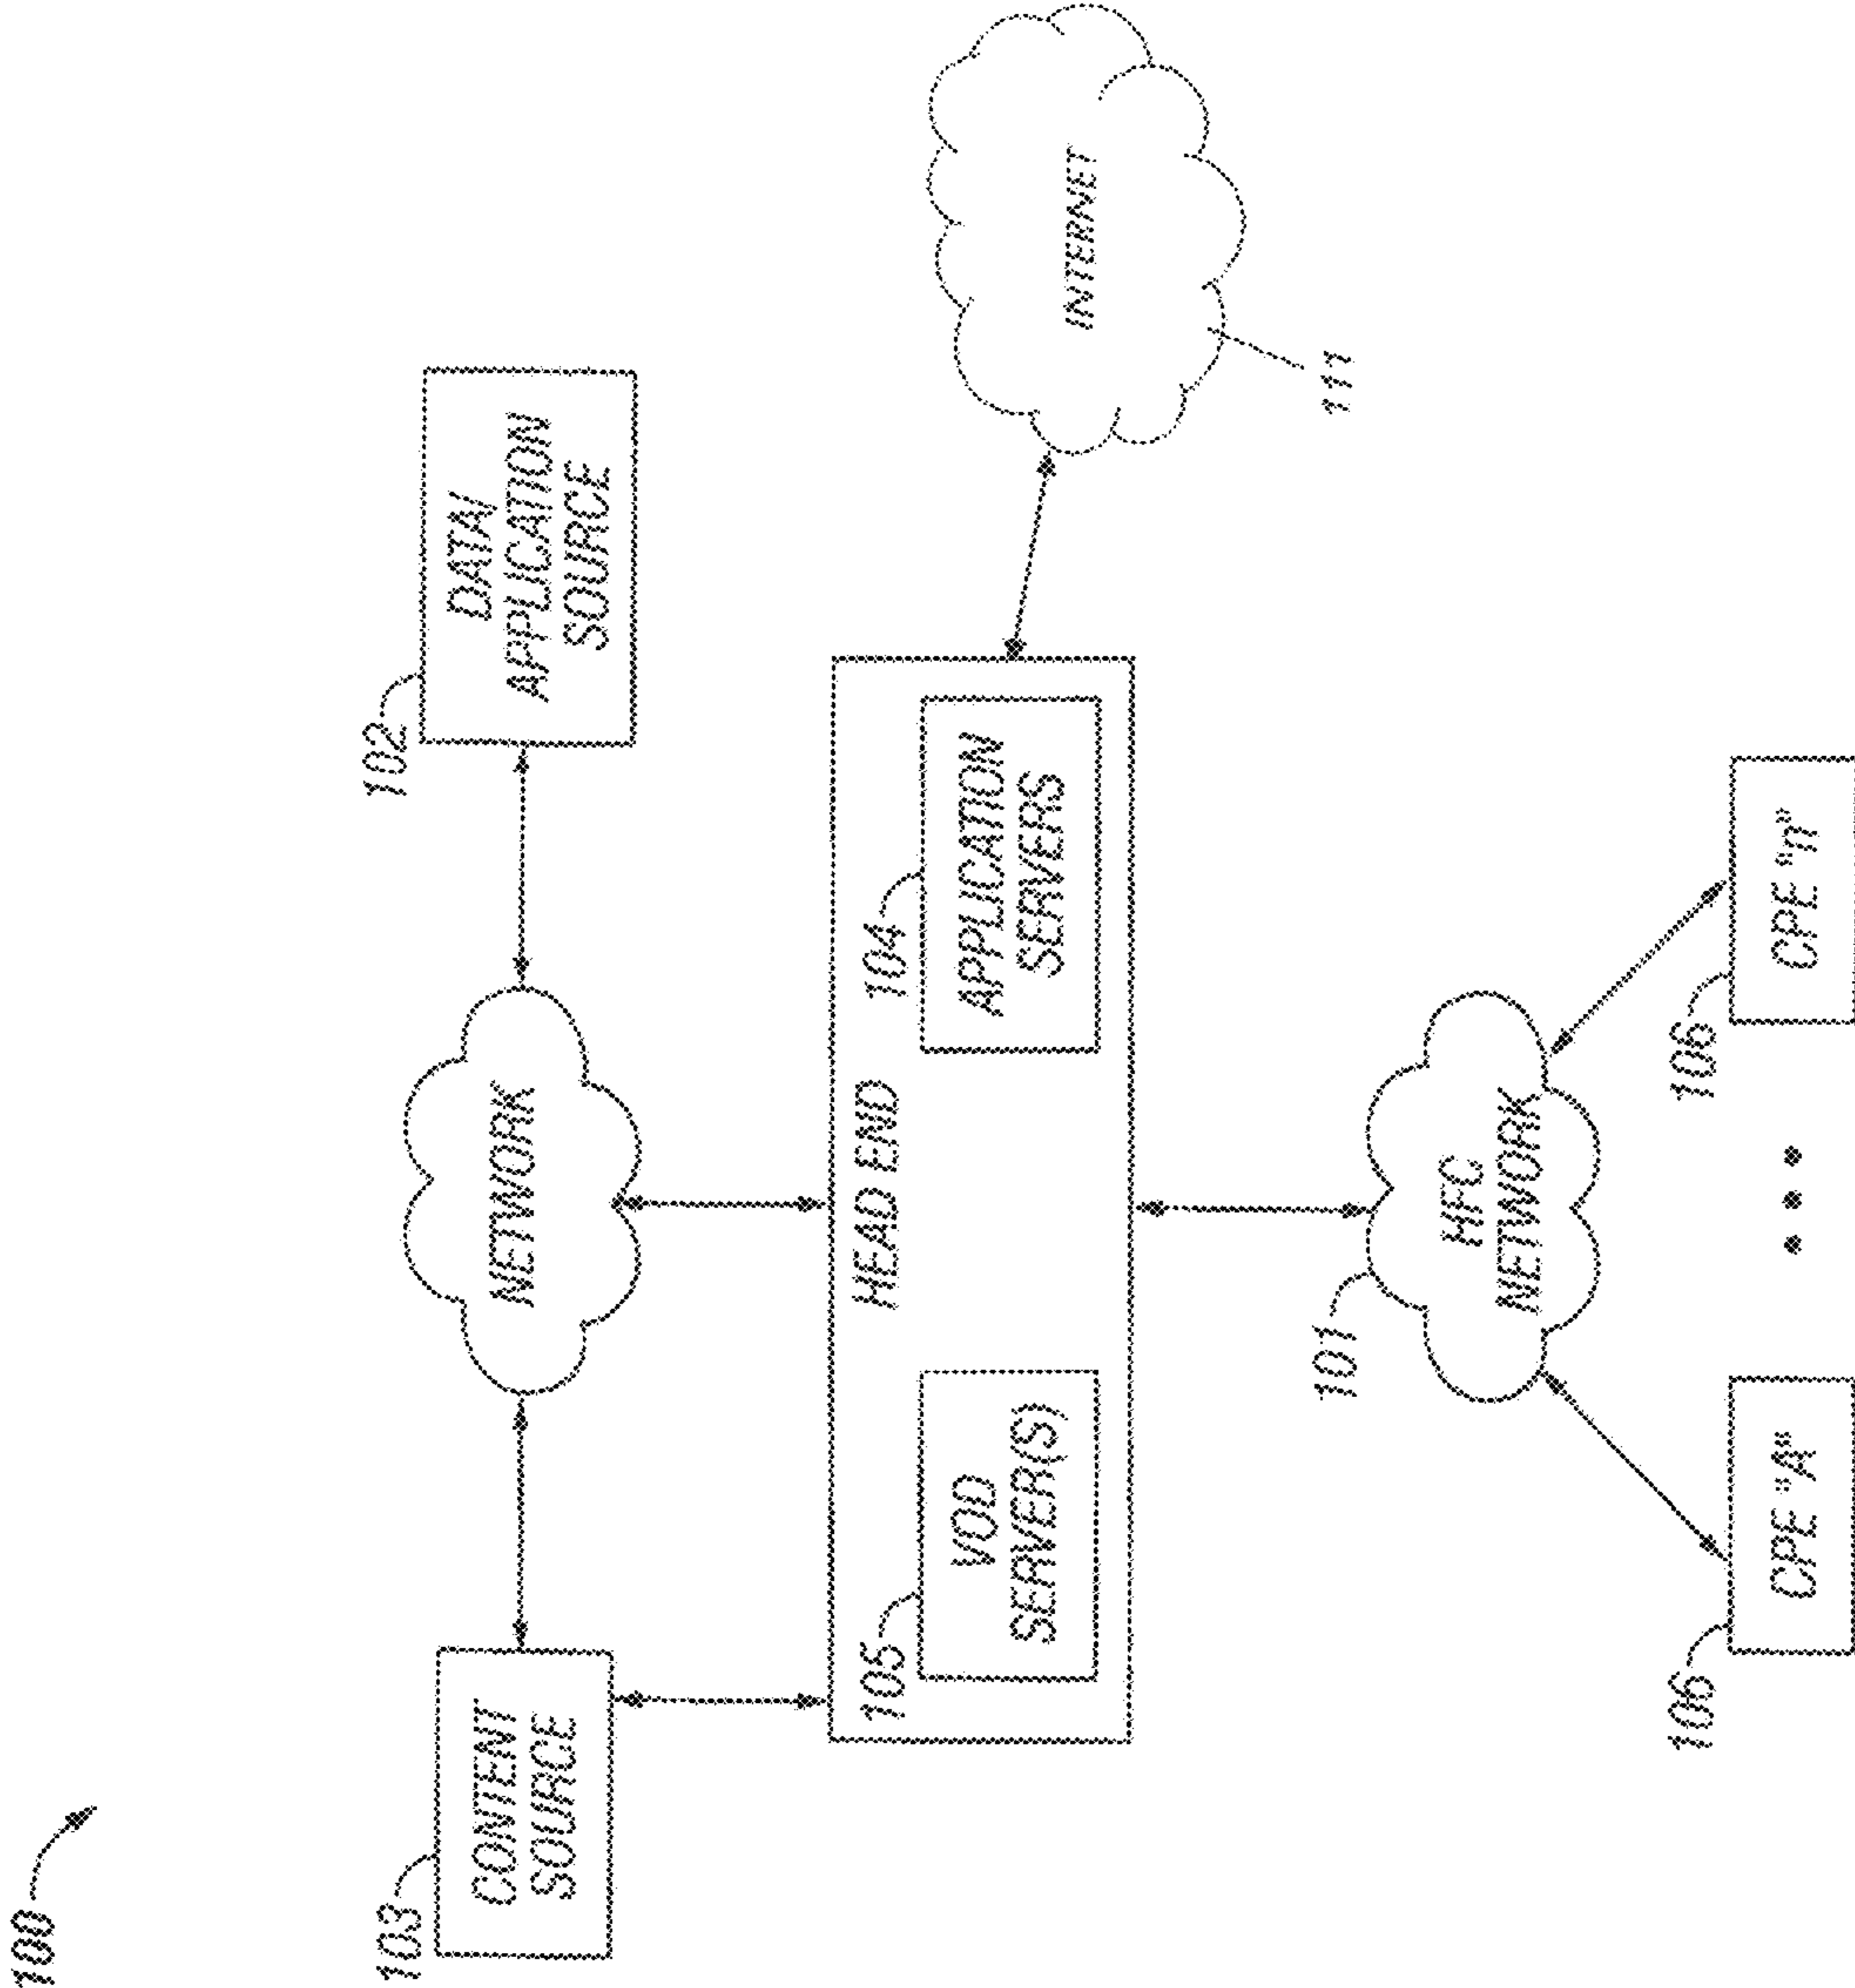 100
103
CONTENT
SOURCE
NETWORK
102
DATA/
APPLICATION
SOURCE
HEAD END
105
VOD
SERVER(S)
104
APPLICATION
SERVERS
INTERNET
111
101
HFC
NETWORK
106
CPE "A"
106
CPE "n"